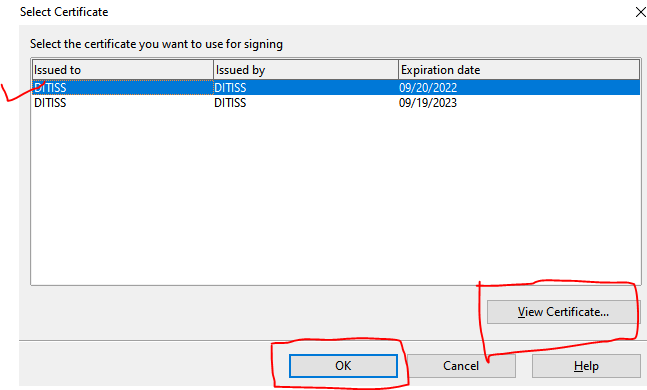 Select Certificate
Select the certificate you want to use for signing
Issued to Issued by Expiration date
DITISS DITISS 09/20/2022
DITISS DITISS 09/19/2023
View Certificate...
OK Cancel Help